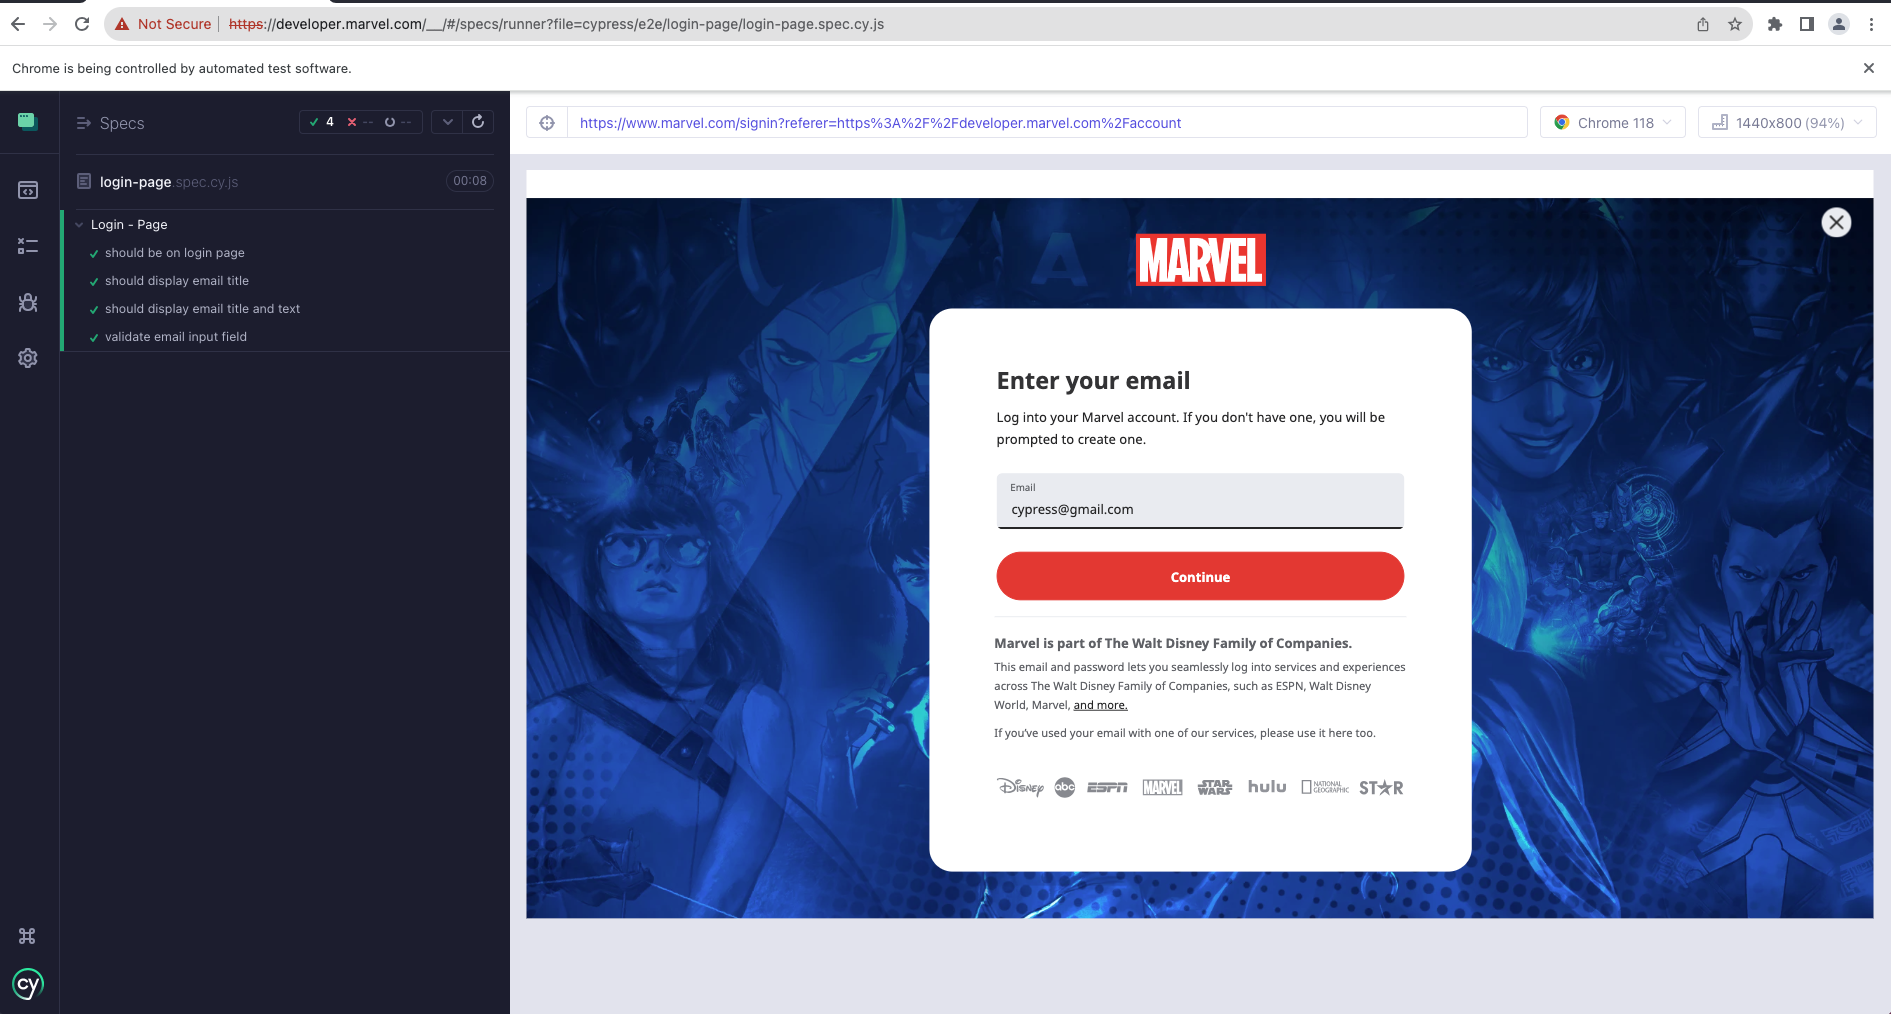 Not Secure https://developer.marvel.com/__/#/specs/runner?file=cypress/e2e/login-page/login-page.spec.cy.js
Chrome is being controlled by automated test software.
Specs
4 -- --
login-page.spec.cy.js 00:08
Login - Page
should be on login page
should display email title
should display email title and text
validate email input field
cy
https://www.marvel.com/signin?referer=https%3A%2F%2Fdeveloper.marvel.com%2Faccount
Chrome 118
1440x800 (94%)
MARVEL
Enter your email
Log into your Marvel account. If you don't have one, you will be
prompted to create one.
Email
cypress@gmail.com
Continue
Marvel is part of The Walt Disney Family of Companies.
This email and password lets you seamlessly log into services and experiences
across The Walt Disney Family of Companies, such as ESPN, Walt Disney
World, Marvel, and more.
If you've used your email with one of our services, please use it here too.
Disney abc ESPN MARVEL STAR WARS hulu NATIONAL GEOGRAPHIC STAR